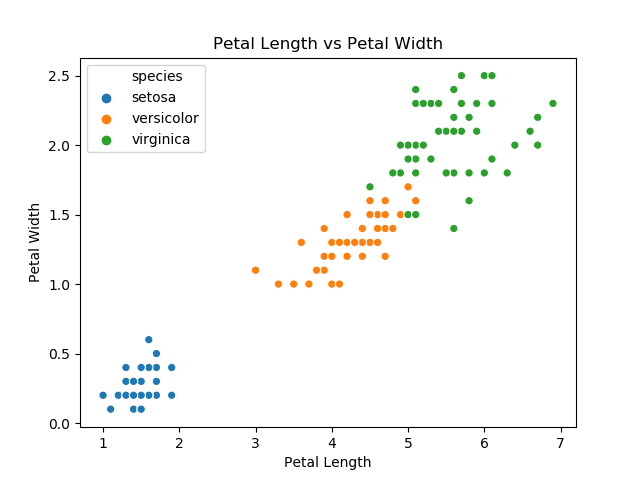 Petal Length vs Petal Width
species
setosa
versicolor
virginica
2.5
2.0
1.5
1.0
0.5
0.0
Petal Width
1 2 3 4 5 6 7
Petal Length